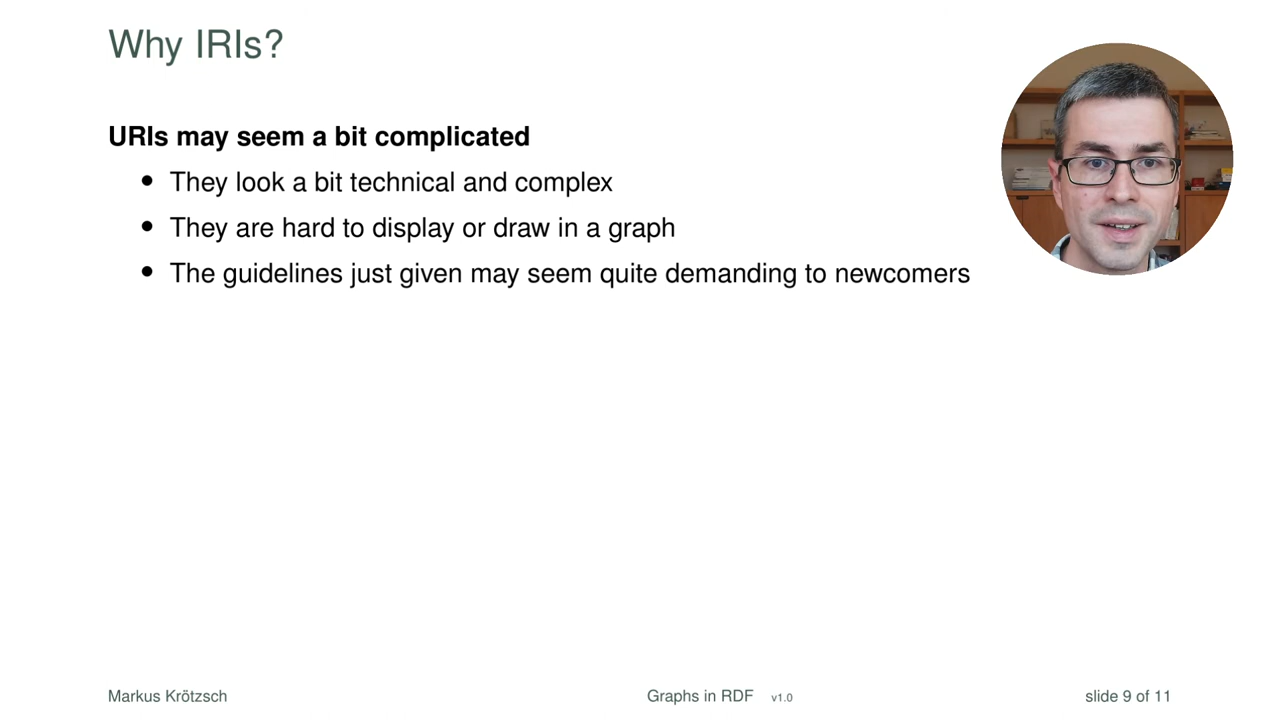 Why IRIs?
URIs may seem a bit complicated
• They look a bit technical and complex
• They are hard to display or draw in a graph
• The guidelines just given may seem quite demanding to newcomers
Markus Krötzsch
Graphs in RDF v1.0
slide 9 of 11